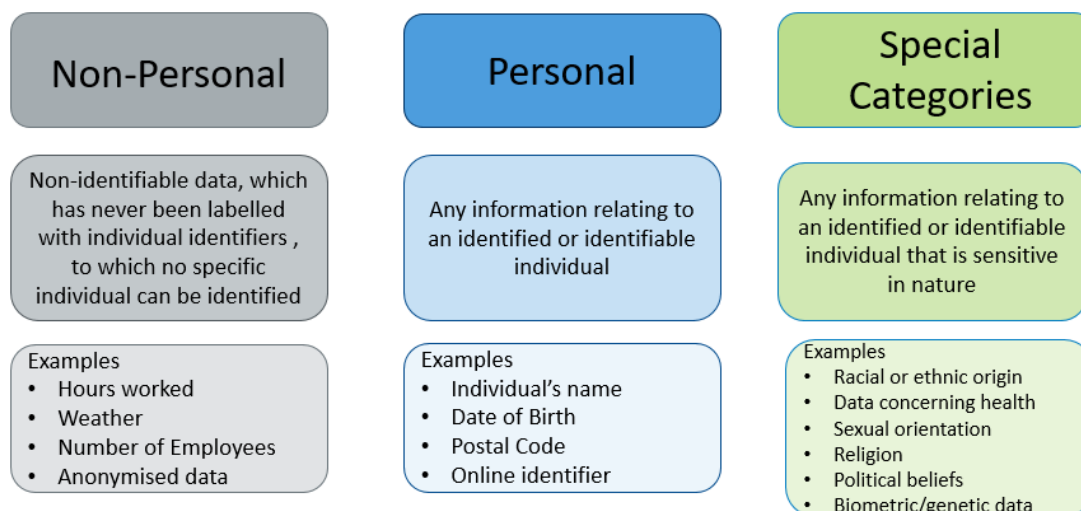 Non-Personal
Non-identifiable data, which
has never been labelled
with individual identifiers ,
to which no specific
individual can be identified
Examples
• Hours worked
• Weather
• Number of Employees
• Anonymised data
Personal
Any information relating to
an identified or identifiable
individual
Examples
• Individual’s name
• Date of Birth
• Postal Code
• Online identifier
Special
Categories
Any information relating to
an identified or identifiable
individual that is sensitive
in nature
Examples
• Racial or ethnic origin
• Data concerning health
• Sexual orientation
• Religion
• Political beliefs
• Biometric/genetic data